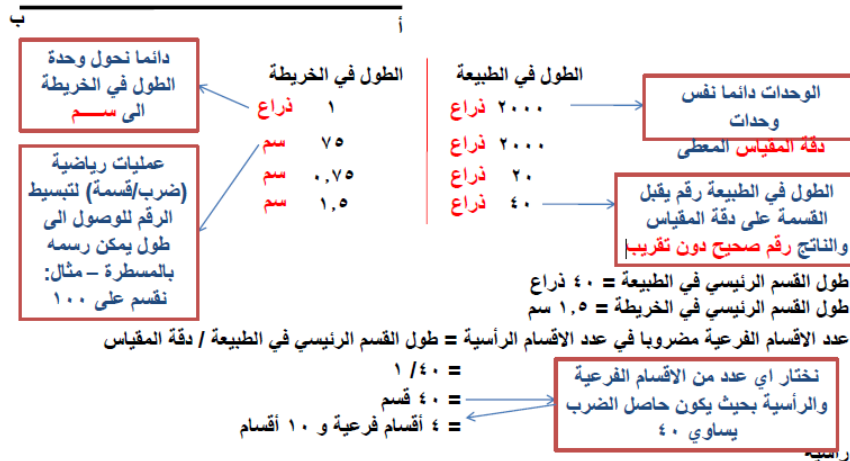 ب
أ
دائما نحول وحدة
الطول في الخريطة
الى ســـم
الطول في الخريطة
الطول في الطبيعة
١ ذراع
٢٠٠٠ ذراع
٧٥ سم
٢٠٠٠ ذراع
٠,٧٥ سم
٢٠ ذراع
١,٥ سم
٤٠ ذراع
الوحدات دائما نفس
وحدات
دقة المقياس المعطى
عمليات رياضية
(ضرب/قسمة) لتبسيط
الرقم للوصول الى
طول يمكن رسمه
بالمسطرة – مثال:
نقسم على ١٠٠
الطول في الطبيعة رقم يقبل
القسمة على دقة المقياس
والناتج رقم صحيح دون تقريب
طول القسم الرئيسي في الطبيعة = ٤٠ ذراع
طول القسم الرئيسي في الخريطة = ١,٥ سم
عدد الاقسام الفرعية مضروبا في عدد الاقسام الرأسية = طول القسم الرئيسي في الطبيعة / دقة المقياس
= ٤٠/ ١
= ٤٠ قسم
= ٤ أقسام فرعية و ١٠ أقسام
نختار اي عدد من الاقسام الفرعية
والرأسية بحيث يكون حاصل الضرب
يساوي ٤٠
رأسية